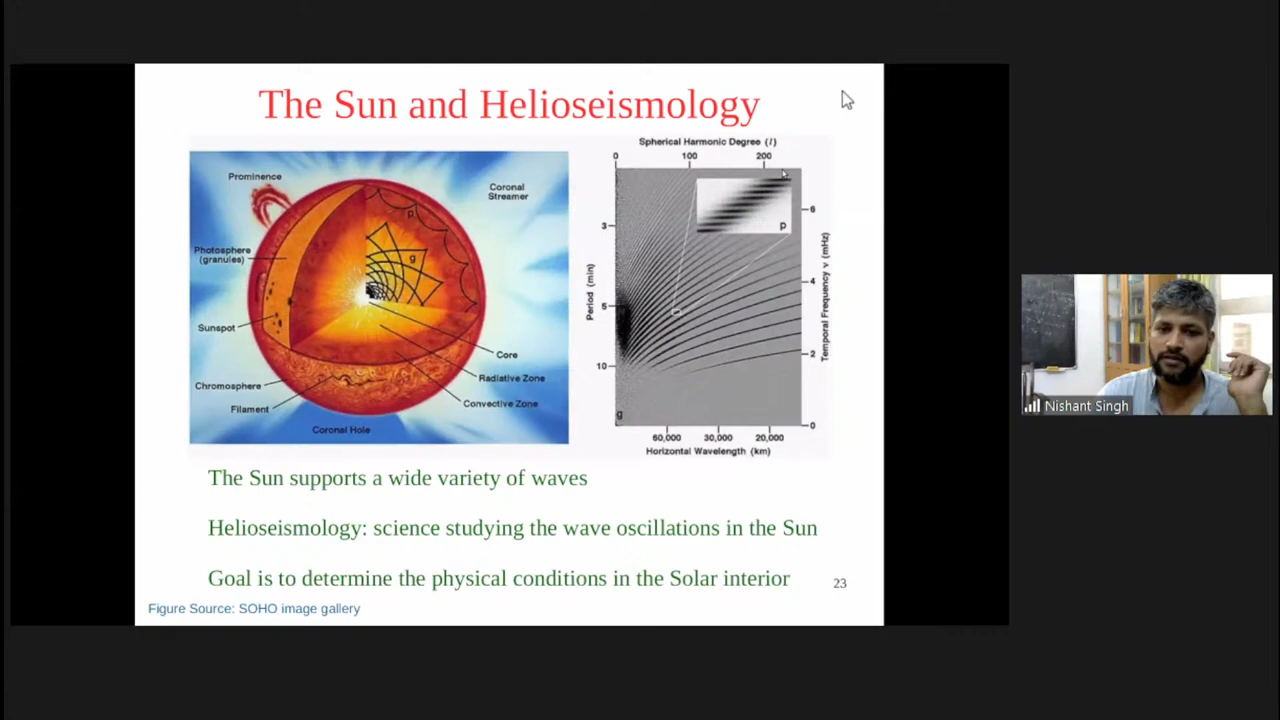 The Sun and Helioseismology
Prominence
Coronal
Streamer
Photosphere
(granules)
p
g
Sunspot
Core
Radiative Zone
Chromosphere
Convective Zone
Filament
Coronal Hole
Spherical Harmonic Degree (l)
0 100 200
Period (min)
3
5
10
p
g
Temporal Frequency ν (mHz)
6
4
2
0
60,000 30,000 20,000
Horizontal Wavelength (km)
The Sun supports a wide variety of waves
Helioseismology: science studying the wave oscillations in the Sun
Goal is to determine the physical conditions in the Solar interior
23
Figure Source: SOHO image gallery
Nishant Singh